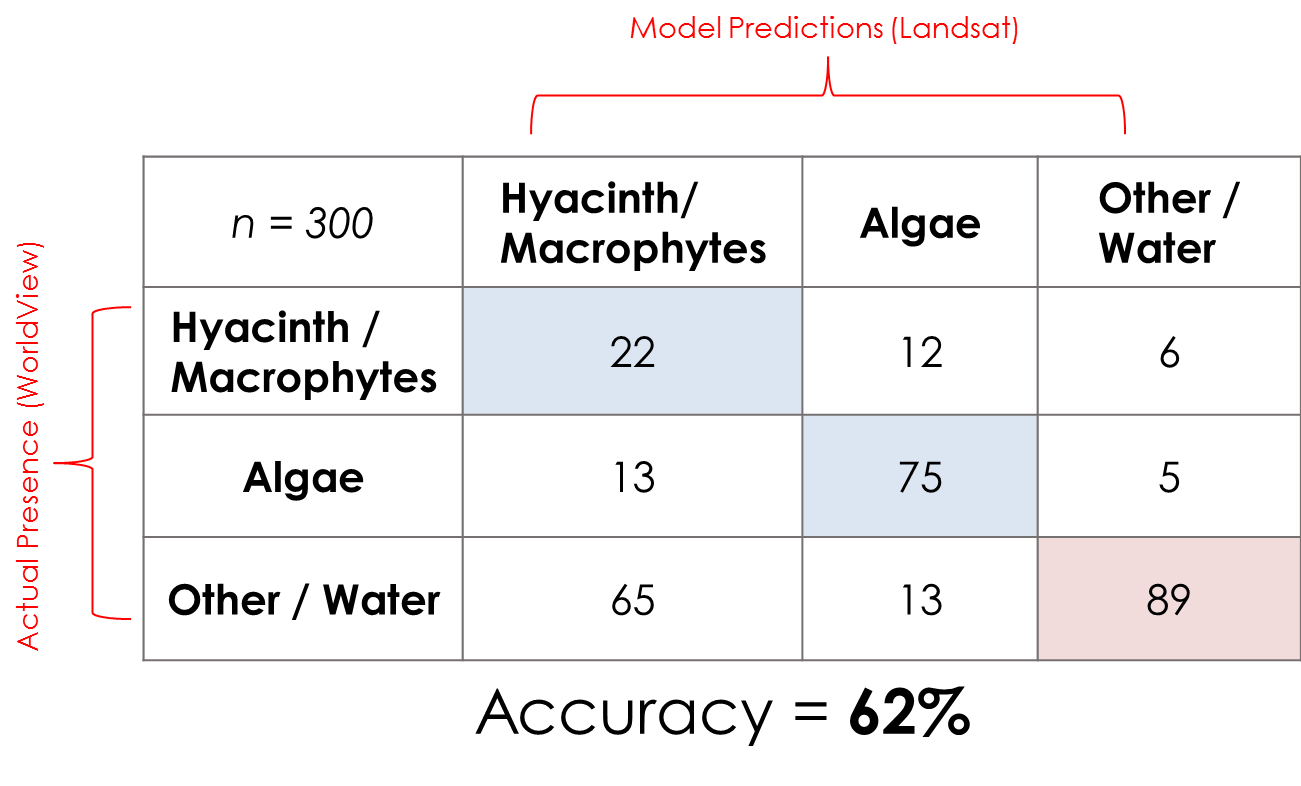 Model Predictions (Landsat)
Actual Presence (WorldView)
n = 300
Hyacinth/
Macrophytes
Algae
Other /
Water
Hyacinth /
Macrophytes
22
12
6
Algae
13
75
5
Other / Water
65
13
89
Accuracy = 62%